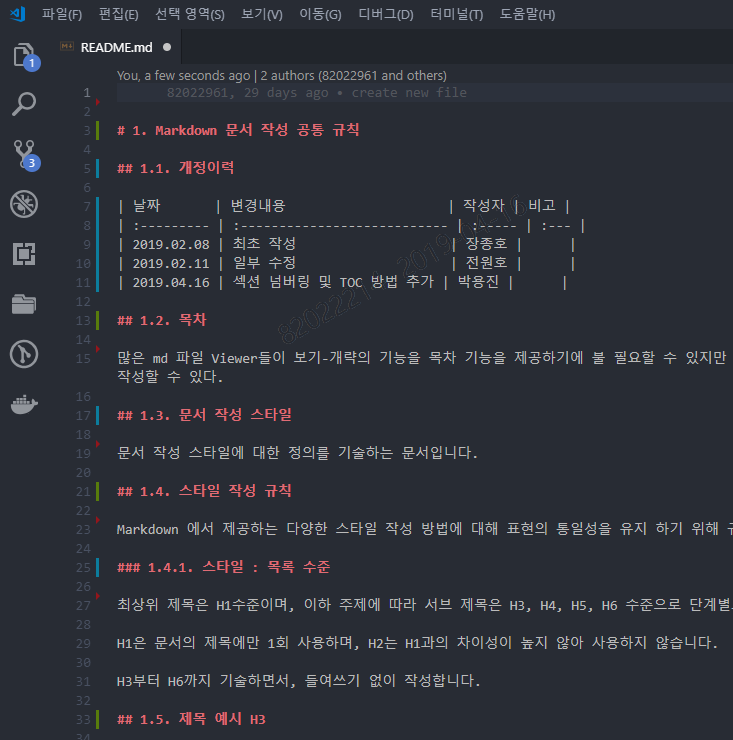 파일(F) 편집(E) 선택 영역(S) 보기(V) 이동(G) 디버그(D) 터미널(T) 도움말(H)
README.md ●
You, a few seconds ago | 2 authors (82022961 and others)
1 82022961, 29 days ago • create new file
2
3 # 1. Markdown 문서 작성 공통 규칙
4
5 ## 1.1. 개정이력
6
7 | 날짜 | 변경내용 | 작성자 | 비고 |
8 | :--------- | :-------------------------- | :----- | :--- |
9 | 2019.02.08 | 최초 작성 | 장종호 | |
10 | 2019.02.11 | 일부 수정 | 전원호 | |
11 | 2019.04.16 | 섹션 넘버링 및 TOC 방법 추가 | 박용진 | |
12
13 ## 1.2. 목차
14
15 많은 md 파일 Viewer들이 보기-개략의 기능을 목차 기능을 제공하기에 불 필요할 수 있지만
작성할 수 있다.
16
17 ## 1.3. 문서 작성 스타일
18
19 문서 작성 스타일에 대한 정의를 기술하는 문서입니다.
20
21 ## 1.4. 스타일 작성 규칙
22
23 Markdown 에서 제공하는 다양한 스타일 작성 방법에 대해 표현의 통일성을 유지 하기 위해
24
25 ### 1.4.1. 스타일 : 목록 수준
26
27 최상위 제목은 H1수준이며, 이하 주제에 따라 서브 제목은 H3, H4, H5, H6 수준으로 단계별
28
29 H1은 문서의 제목에만 1회 사용하며, H2는 H1과의 차이성이 높지 않아 사용하지 않습니다.
30
31 H3부터 H6까지 기술하면서, 들여쓰기 없이 작성합니다.
32
33 ## 1.5. 제목 예시 H3
34
1
3